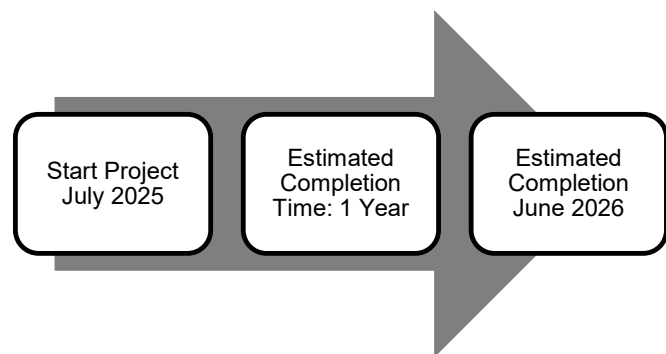 Start Project
July 2025
Estimated
Completion
Time: 1 Year
Estimated
Completion
June 2026